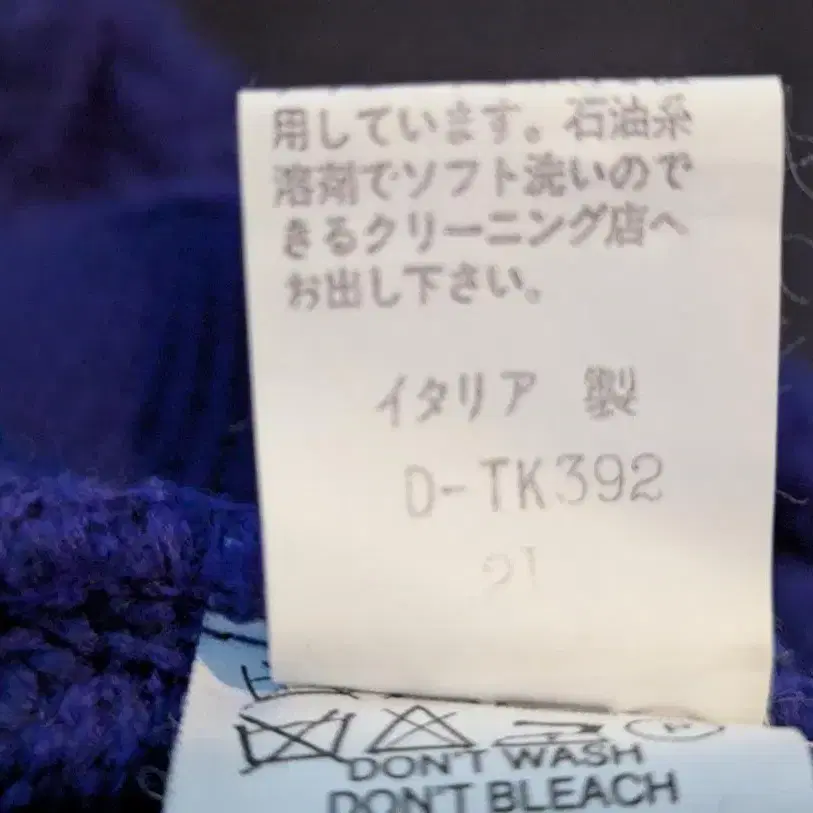 用しています。石油系
溶剤でソフト洗いので
きるクリーニング店へ
お出し下さい。
イタリア 製
D-TK392
DON'T WASH
DON'T BLEACH